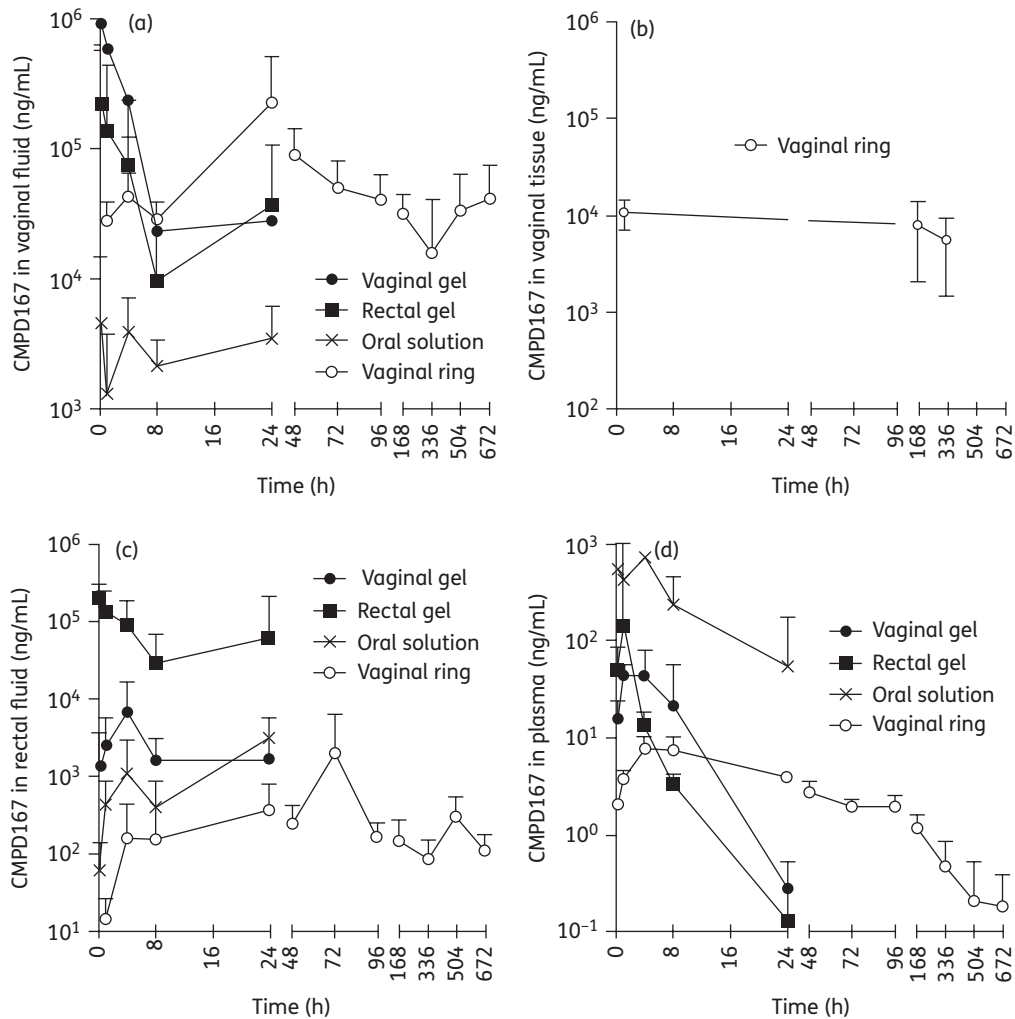 (a)
CMPD167 in vaginal fluid (ng/mL)
10⁶
10⁵
10⁴
10³
Vaginal gel
Rectal gel
Oral solution
Vaginal ring
0
8
16
24
48
72
96
168
336
504
672
Time (h)
(b)
CMPD167 in vaginal tissue (ng/mL)
10⁶
10⁵
10⁴
10³
10²
Vaginal ring
0
8
16
24
48
72
96
168
336
504
672
Time (h)
(c)
CMPD167 in rectal fluid (ng/mL)
10⁶
10⁵
10⁴
10³
10²
10¹
Vaginal gel
Rectal gel
Oral solution
Vaginal ring
0
8
16
24
48
72
96
168
336
504
672
Time (h)
(d)
CMPD167 in plasma (ng/mL)
10³
10²
10¹
10⁰
10⁻¹
Vaginal gel
Rectal gel
Oral solution
Vaginal ring
0
8
16
24
48
72
96
168
336
504
672
Time (h)